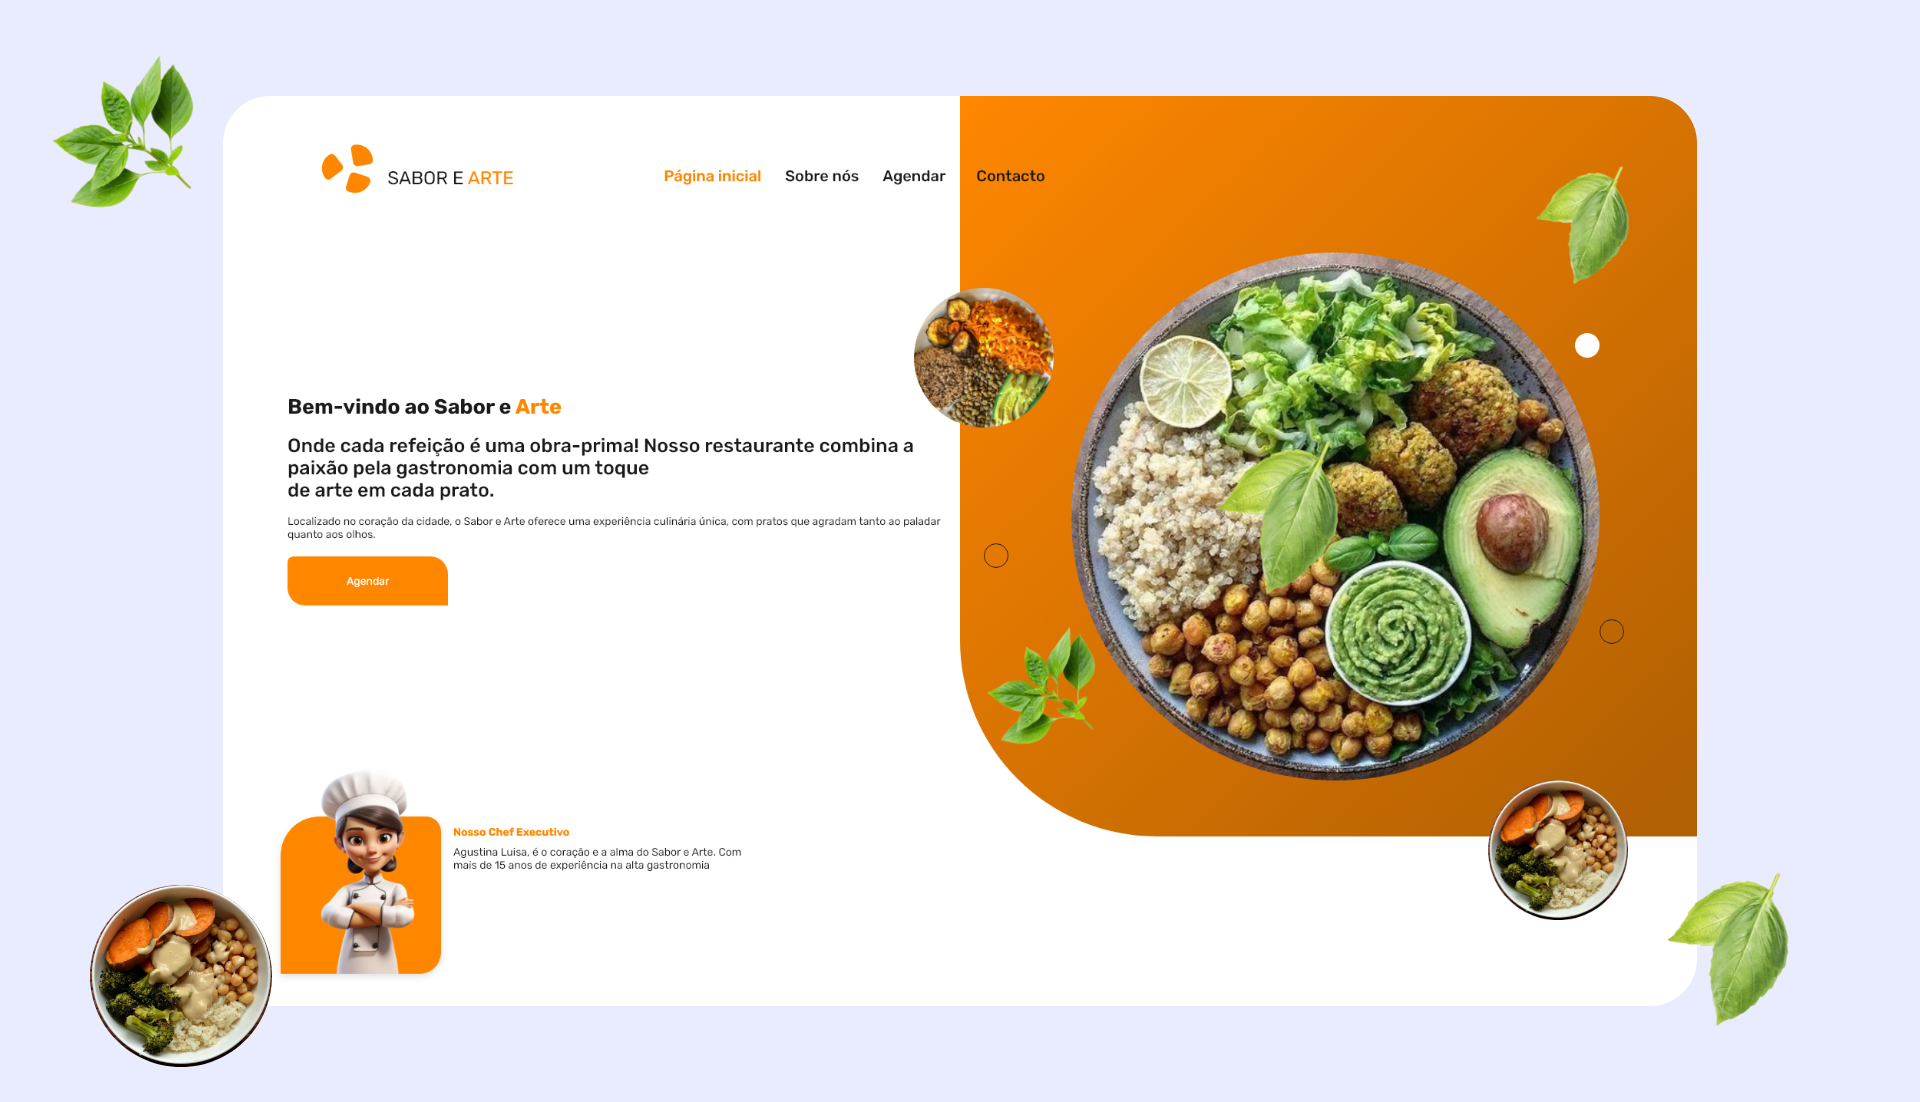 SABOR E ARTE
Página inicial Sobre nós Agendar Contacto
Bem-vindo ao Sabor e Arte
Onde cada refeição é uma obra-prima! Nosso restaurante combina a
paixão pela gastronomia com um toque
de arte em cada prato.
Localizado no coração da cidade, o Sabor e Arte oferece uma experiência culinária única, com pratos que agradam tanto ao paladar
quanto aos olhos.
Agendar
Nosso Chef Executivo
Agustina Luisa, é o coração e a alma do Sabor e Arte. Com
mais de 15 anos de experiência na alta gastronomia